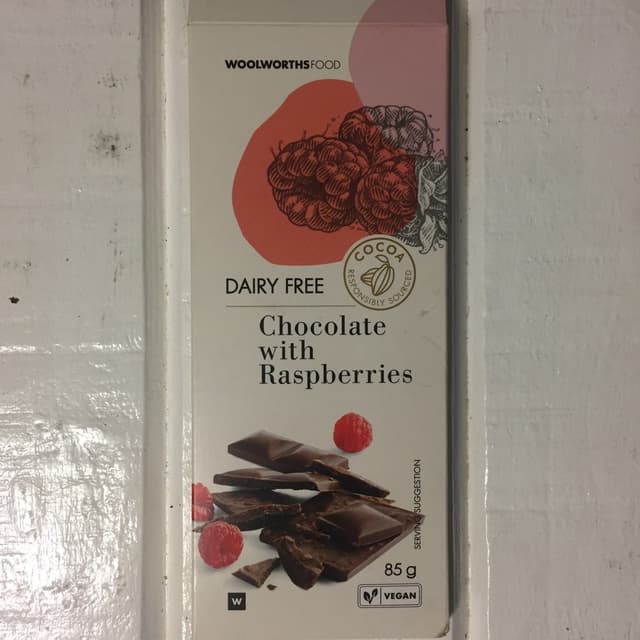 WOOLWORTHSFOOD
COCOA
RESPONSIBLY SOURCED
DAIRY FREE
Chocolate
with
Raspberries
SERVING SUGGESTION
85 g
W
V VEGAN